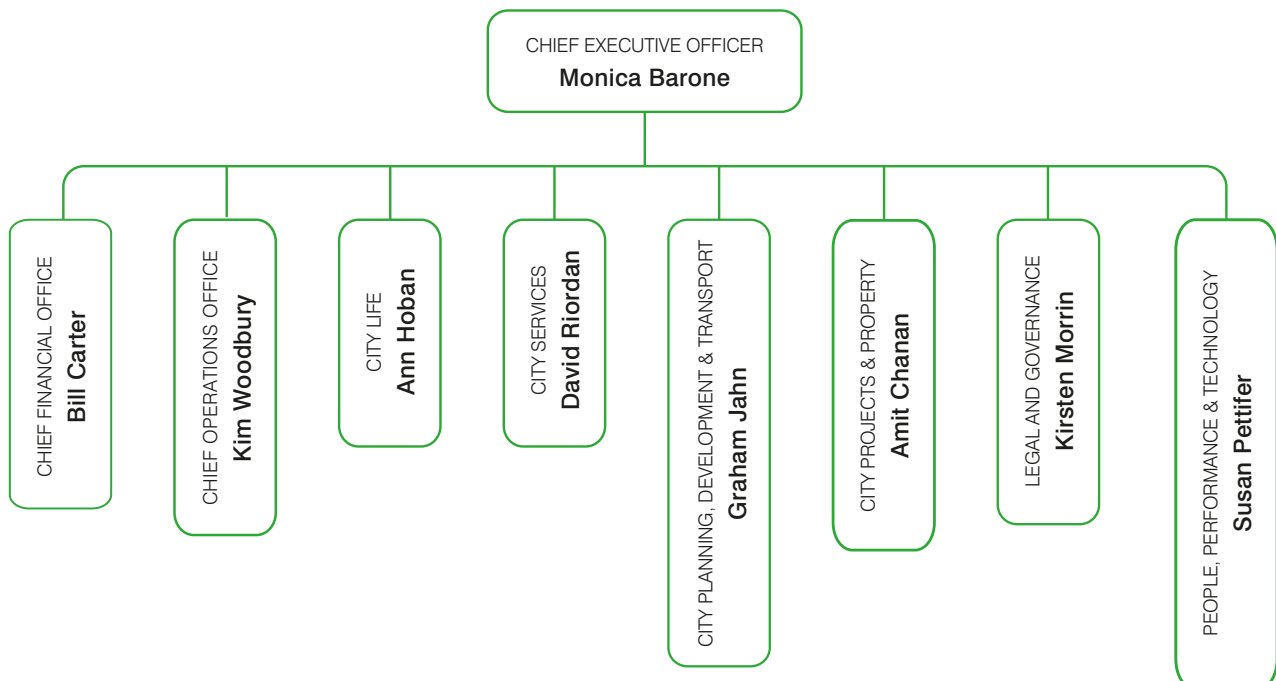 CHIEF EXECUTIVE OFFICER
Monica Barone
CHIEF FINANCIAL OFFICE
Bill Carter
CHIEF OPERATIONS OFFICE
Kim Woodbury
CITY LIFE
Ann Hoban
CITY SERVICES
David Riordan
CITY PLANNING, DEVELOPMENT & TRANSPORT
Graham Jahn
CITY PROJECTS & PROPERTY
Amit Chanan
LEGAL AND GOVERNANCE
Kirsten Morrin
PEOPLE, PERFORMANCE & TECHNOLOGY
Susan Pettifer